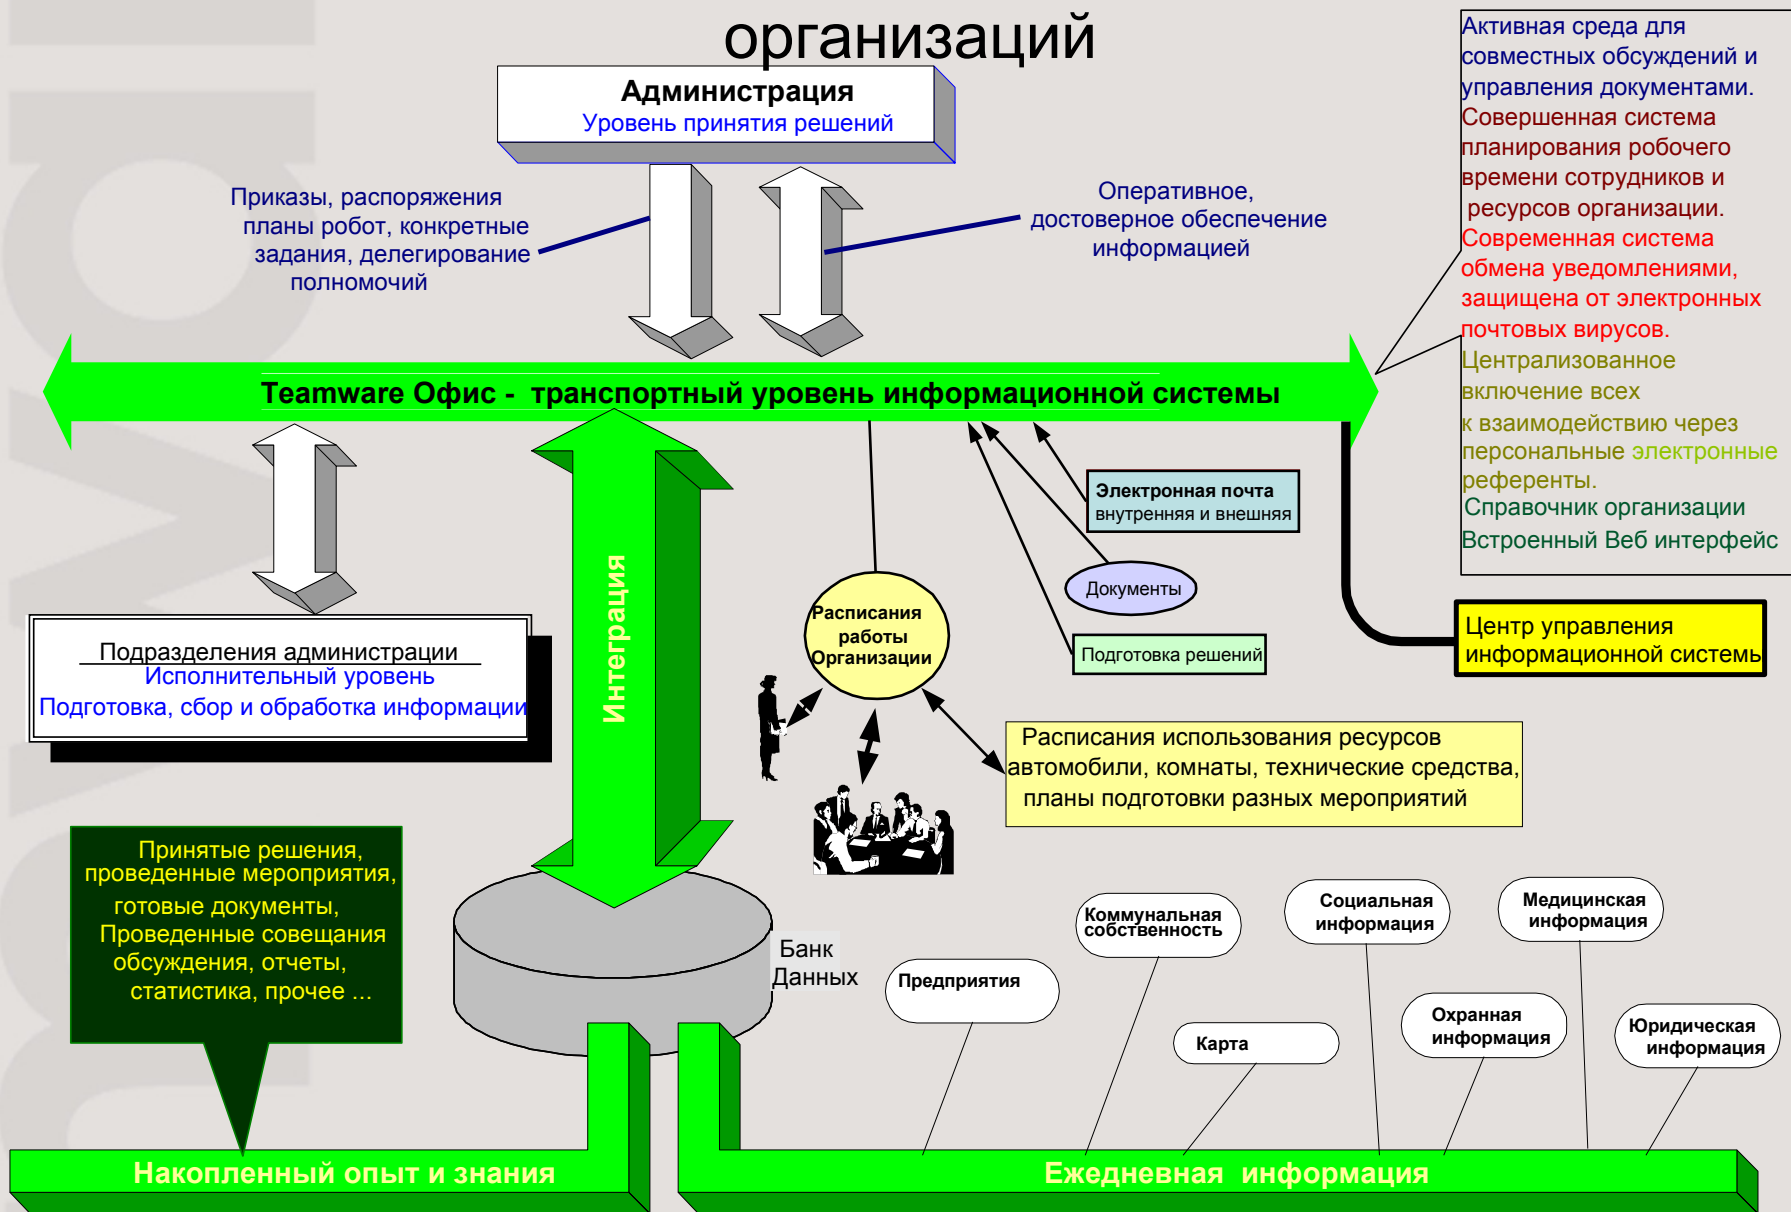 организаций
Администрация
Уровень принятия решений
Приказы, распоряжения
планы робот, конкретные
задания, делегирование
полномочий
Оперативное,
достоверное обеспечение
информацией
Активная среда для
совместных обсуждений и
управления документами.
Совершенная система
планирования робочего
времени сотрудников и
ресурсов организации.
Современная система
обмена уведомлениями,
защищена от электронных
почтовых вирусов.
Централизованное
включение всех
к взаимодействию через
персональные электронные
референты.
Справочник организации
Встроенный Веб интерфейс
Teamware Офис - транспортный уровень информационной системы
Электронная почта
внутренняя и внешняя
Документы
Подготовка решений
Расписания
работы
Организации
Центр управления
информационной системы
Интеграция
Подразделения администрации
Исполнительный уровень
Подготовка, сбор и обработка информации
Расписания использования ресурсов
автомобили, комнаты, технические средства,
планы подготовки разных мероприятий
Принятые решения,
проведенные мероприятия,
готовые документы,
Проведенные совещания
обсуждения, отчеты,
статистика, прочее ...
Банк
Данных
Предприятия
Коммунальная
собственность
Карта
Социальная
информация
Охранная
информация
Медицинская
информация
Юридическая
информация
Накопленный опыт и знания
Ежедневная информация